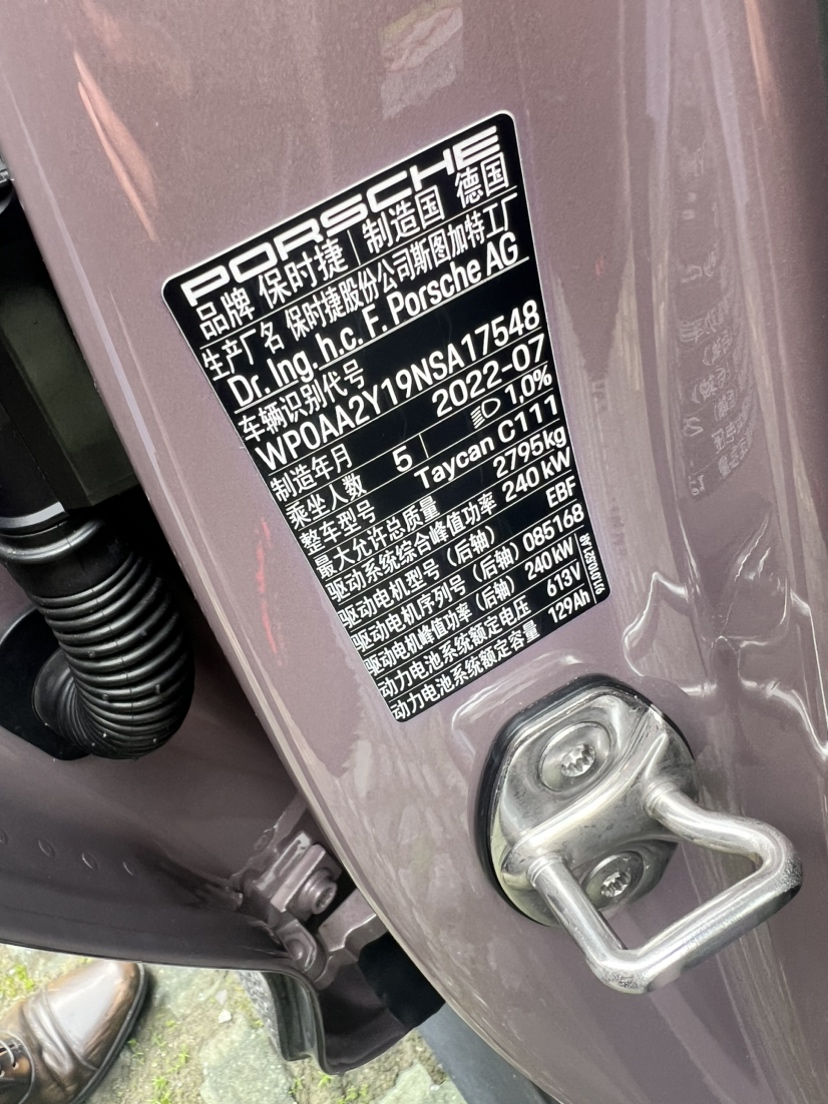 PORSCHE
品牌 保时捷 制造国 德国
生产厂名 保时捷股份公司斯图加特工厂
Dr. Ing. h.c. F. Porsche AG
车辆识别代号
WP0AA2Y19NSA17548
制造年月 2022-07
乘坐人数 5 1,0%
整车型号 Taycan C111
最大允许总质量 2795kg
驱动系统综合峰值功率 240 kW
驱动电机型号（后轴） EBF
驱动电机序列号（后轴） 085168
驱动电机峰值功率（后轴） 240 kW
动力电池系统额定电压 613V
动力电池系统额定容量 129Ah